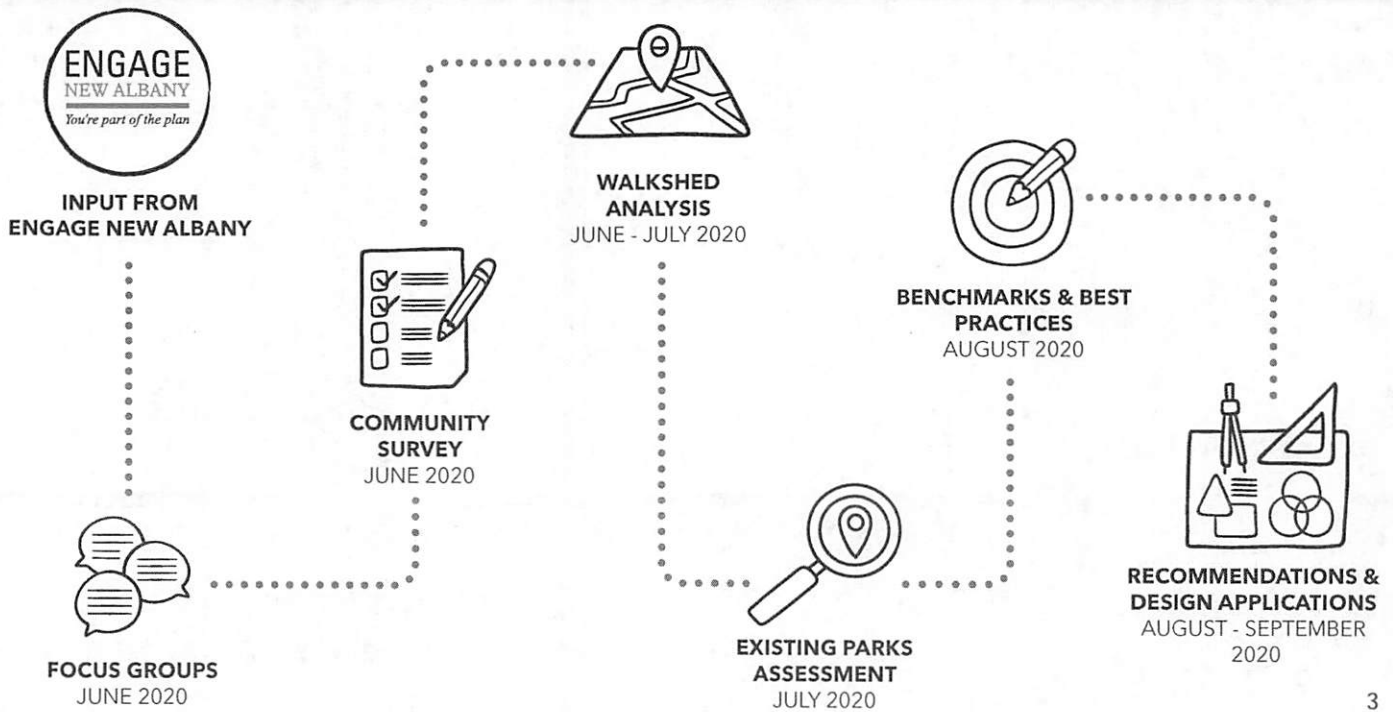 ENGAGE
NEW ALBANY
You're part of the plan
INPUT FROM
ENGAGE NEW ALBANY
FOCUS GROUPS
JUNE 2020
COMMUNITY
SURVEY
JUNE 2020
WALKSHED
ANALYSIS
JUNE - JULY 2020
EXISTING PARKS
ASSESSMENT
JULY 2020
BENCHMARKS & BEST
PRACTICES
AUGUST 2020
RECOMMENDATIONS &
DESIGN APPLICATIONS
AUGUST - SEPTEMBER
2020
3